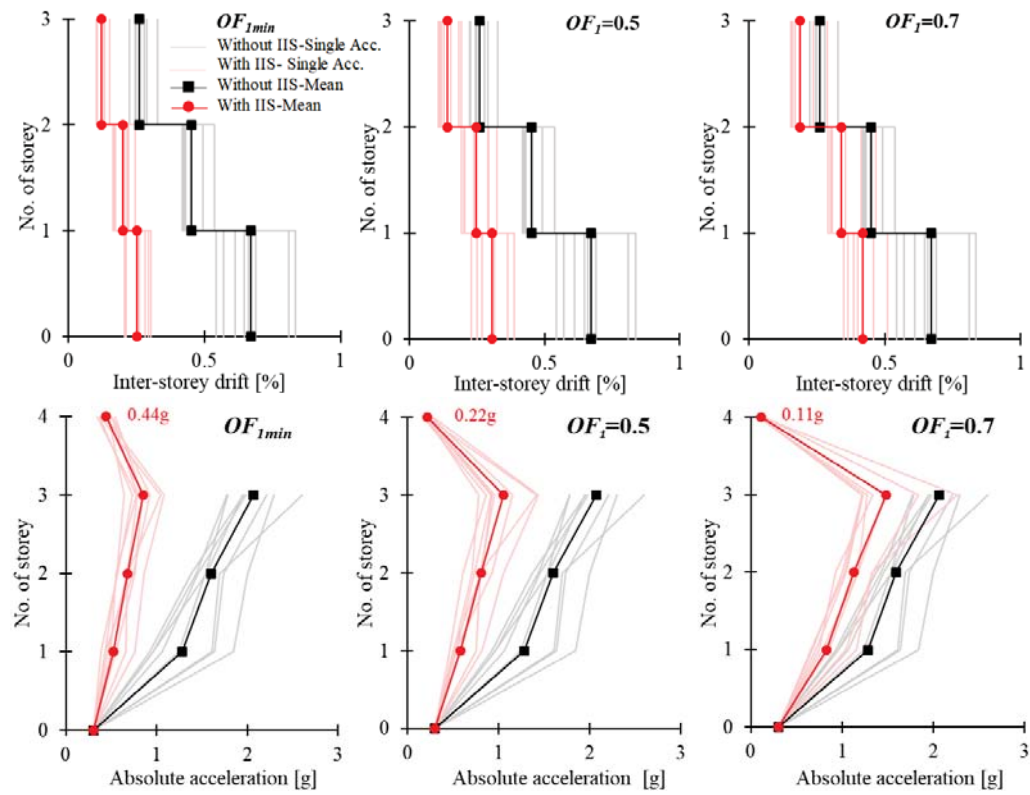 3
2
1
0
No. of storey
OF1min
Without IIS-Single Acc.
With IIS- Single Acc.
Without IIS-Mean
With IIS-Mean
0 0.5 1
Inter-storey drift [%]
3
2
1
0
No. of storey
OF1=0.5
0 0.5 1
Inter-storey drift [%]
3
2
1
0
No. of storey
OF1=0.7
0 0.5 1
Inter-storey drift [%]
4
3
2
1
0
No. of storey
0.44g
OF1min
0 1 2 3
Absolute acceleration [g]
4
3
2
1
0
No. of storey
0.22g
OF1=0.5
0 1 2 3
Absolute acceleration [g]
4
3
2
1
0
No. of storey
0.11g
OF1=0.7
0 1 2 3
Absolute acceleration [g]